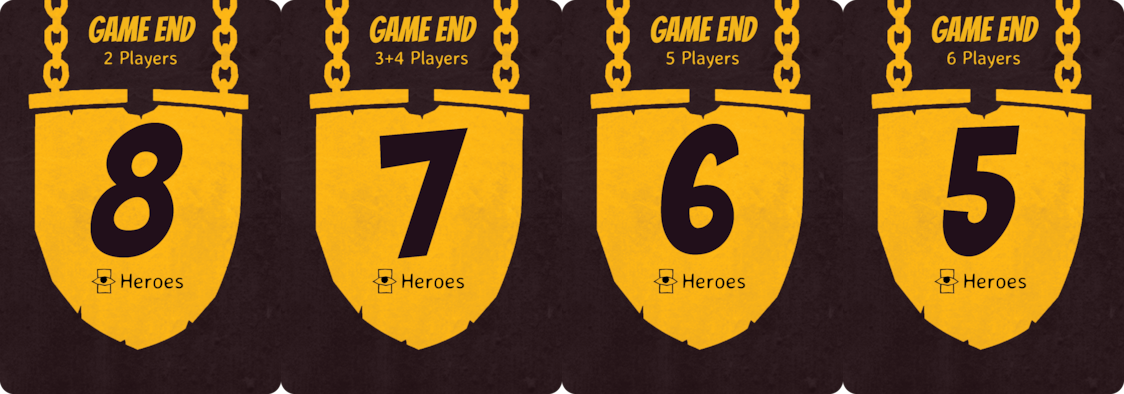 GAME END
2 Players
8
Heroes
GAME END
3+4 Players
7
Heroes
GAME END
5 Players
6
Heroes
GAME END
6 Players
5
Heroes